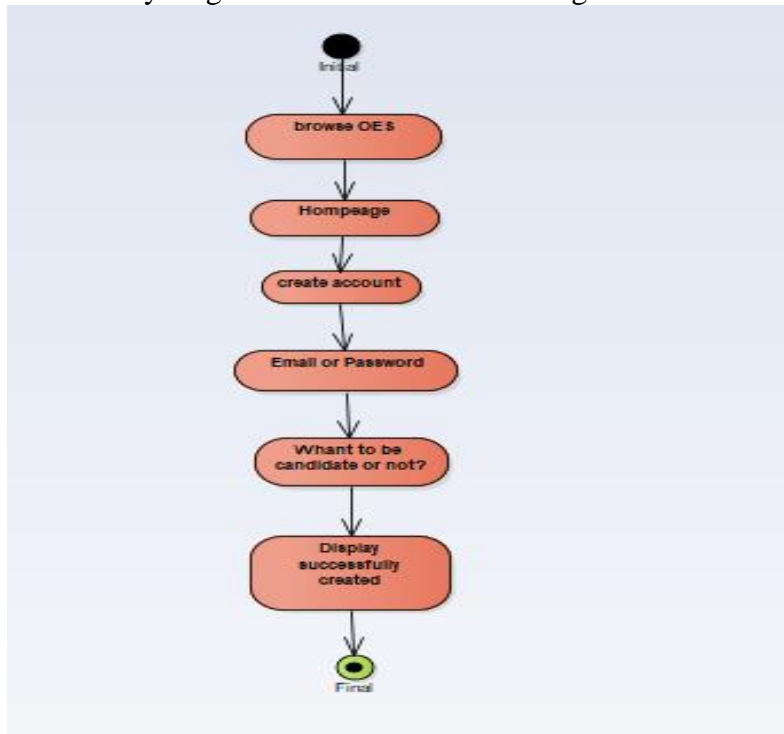 Initial
browse OES
Hompeage
create account
Email or Password
Whant to be
candidate or not?
Display
successfully
created
Final